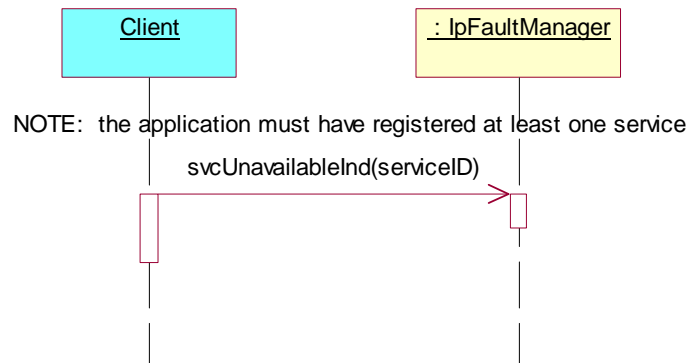 Client
: IpFaultManager
NOTE: the application must have registered at least one service
svcUnavailableInd(serviceID)